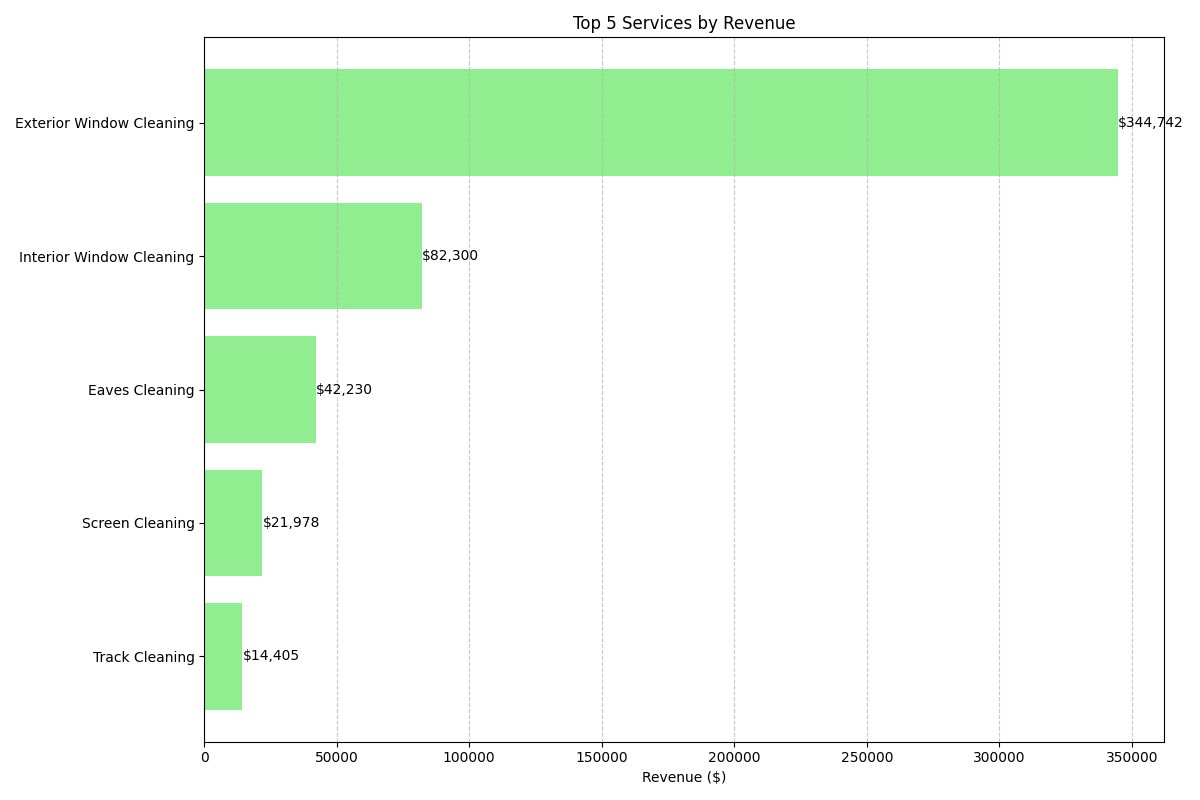 Top 5 Services by Revenue
Exterior Window Cleaning
$344,742
Interior Window Cleaning
$82,300
Eaves Cleaning
$42,230
Screen Cleaning
$21,978
Track Cleaning
$14,405
0
50000
100000
150000
200000
250000
300000
350000
Revenue ($)